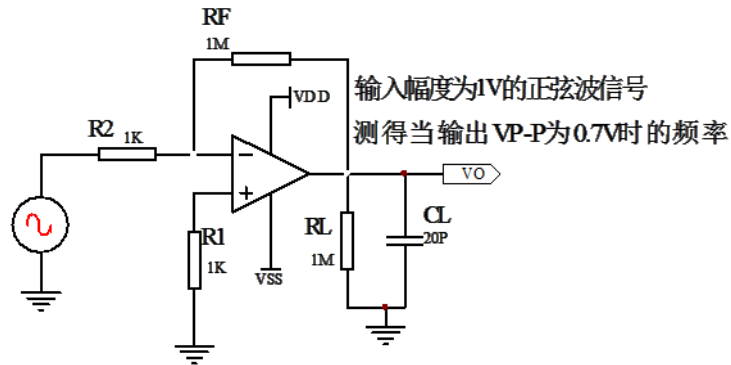 RF
1M
输入幅度为1V的正弦波信号
VDD
测得当输出VP-P为0.7V时的频率
R2 1K
VO
R1
1K
RL
1M
CL
20P
VSS